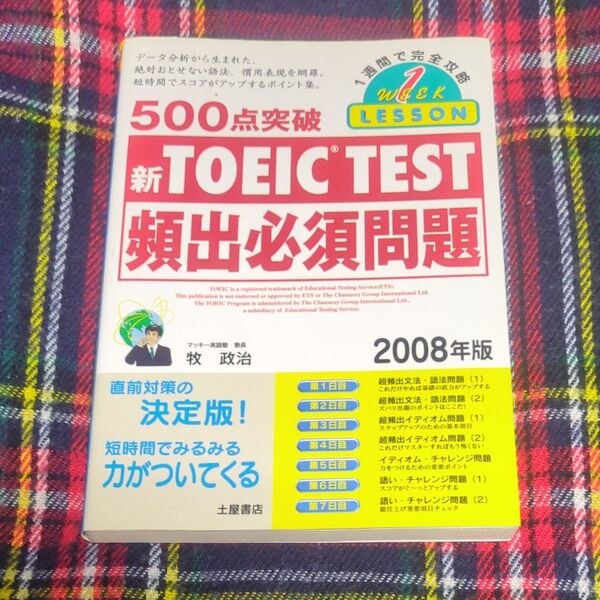 データ分析から生まれた、
絶対おとせない語法、慣用表現を網羅。
短時間でスコアがアップするポイント集。
1週間で完全攻略
1
WEEK
LESSON
500点突破
新TOEIC® TEST
頻出必須問題
TOEIC is a registered trademark of Educational Testing Service(ETS).
This publication is not endorsed or approved by ETS or The Chauncey Group International Ltd.
The TOEIC Program is administered by The Chauncey Group International Ltd.,
a subsidiary of Educational Testing Service.
マッキー英語塾 塾長
牧 政治
2008年版
直前対策の
決定版!
短時間でみるみる
力がついてくる
第1日目 超頻出文法・語法問題(1)
これだけやれば基礎の底力がアップする
第2日目 超頻出文法・語法問題(2)
ズバリ出題のポイントはここだ!
第3日目 超頻出イディオム問題(1)
ステップアップのための基本項目
第4日目 超頻出イディオム問題(2)
これだけマスターすればもう怖くない
第5日目 イディオム・チャレンジ問題
力をつけるための重要ポイント
第6日目 語い・チャレンジ問題(1)
スコアがぐ〜っとアップする
第7日目 語い・チャレンジ問題(2)
総仕上げ重要項目チェック
土屋書店